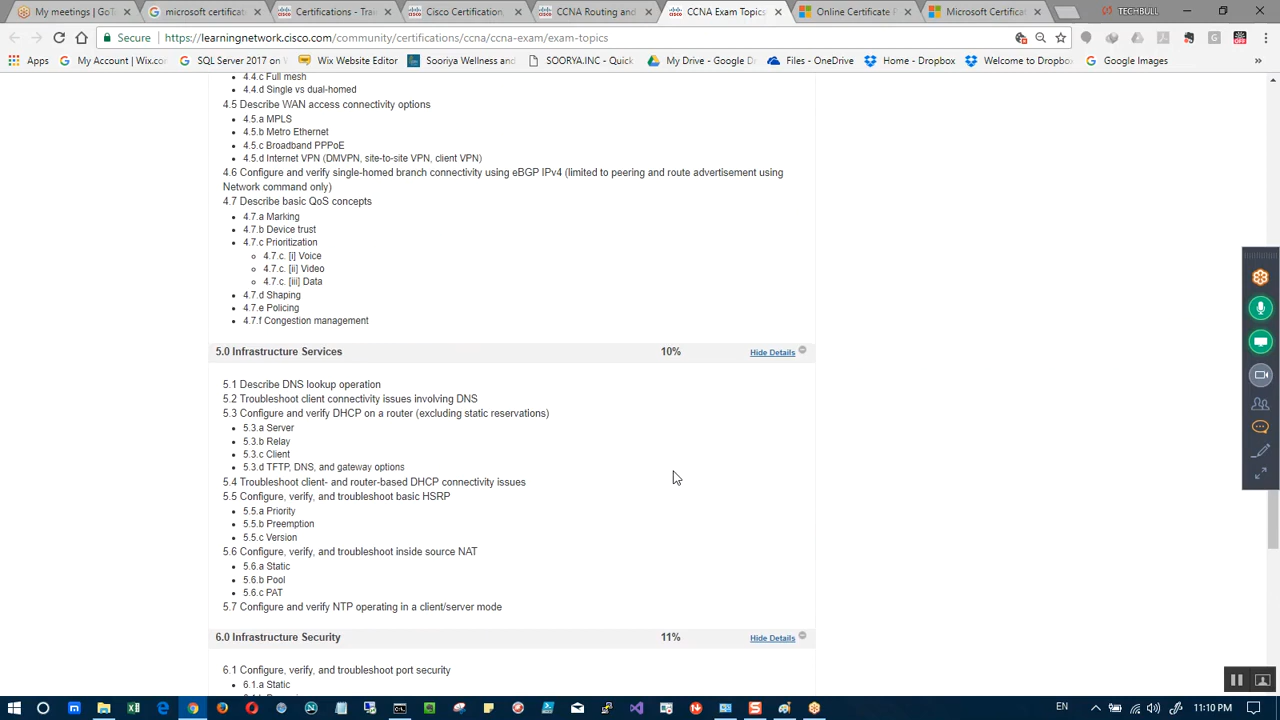 My meetings | GoT
microsoft certificat
Certifications - Trai
Cisco Certification
CCNA Routing and
CCNA Exam Topics
Online Certificate P
Microsoft Certificat
TECHBULL
Secure
https://learningnetwork.cisco.com/community/certifications/ccna/ccna-exam/exam-topics
Apps
My Account | Wix.co
SQL Server 2017 on
Wix Website Editor
Sooriya Wellness an
SOORYA.INC - Quick
My Drive - Google D
Files - OneDrive
Home - Dropbox
Welcome to Dropbox
Google Images
»
4.4.c Full mesh
4.4.d Single vs dual-homed
4.5 Describe WAN access connectivity options
4.5.a MPLS
4.5.b Metro Ethernet
4.5.c Broadband PPPoE
4.5.d Internet VPN (DMVPN, site-to-site VPN, client VPN)
4.6 Configure and verify single-homed branch connectivity using eBGP IPv4 (limited to peering and route advertisement using
Network command only)
4.7 Describe basic QoS concepts
4.7.a Marking
4.7.b Device trust
4.7.c Prioritization
4.7.c. [i] Voice
4.7.c. [ii] Video
4.7.c. [iii] Data
4.7.d Shaping
4.7.e Policing
4.7.f Congestion management
5.0 Infrastructure Services 10% Hide Details
5.1 Describe DNS lookup operation
5.2 Troubleshoot client connectivity issues involving DNS
5.3 Configure and verify DHCP on a router (excluding static reservations)
5.3.a Server
5.3.b Relay
5.3.c Client
5.3.d TFTP, DNS, and gateway options
5.4 Troubleshoot client- and router-based DHCP connectivity issues
5.5 Configure, verify, and troubleshoot basic HSRP
5.5.a Priority
5.5.b Preemption
5.5.c Version
5.6 Configure, verify, and troubleshoot inside source NAT
5.6.a Static
5.6.b Pool
5.6.c PAT
5.7 Configure and verify NTP operating in a client/server mode
6.0 Infrastructure Security 11% Hide Details
6.1 Configure, verify, and troubleshoot port security
6.1.a Static
EN
11:10 PM